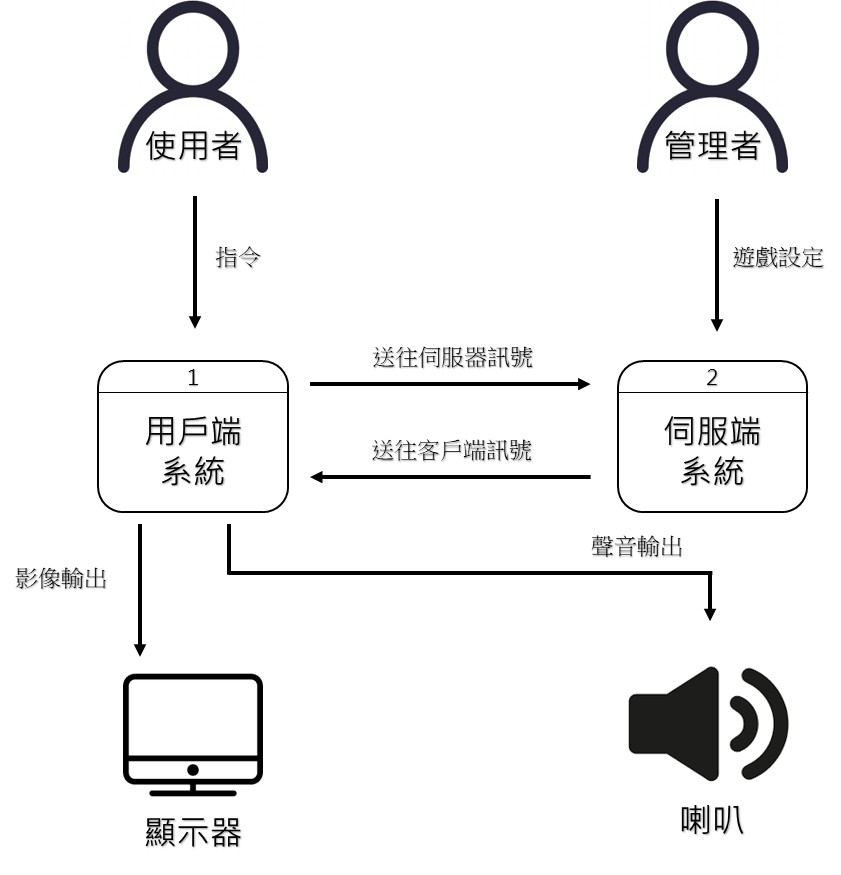 使用者
管理者
指令
遊戲設定
1
用戶端
系統
送往伺服器訊號
送往客戶端訊號
2
伺服端
系統
影像輸出
聲音輸出
顯示器
喇叭